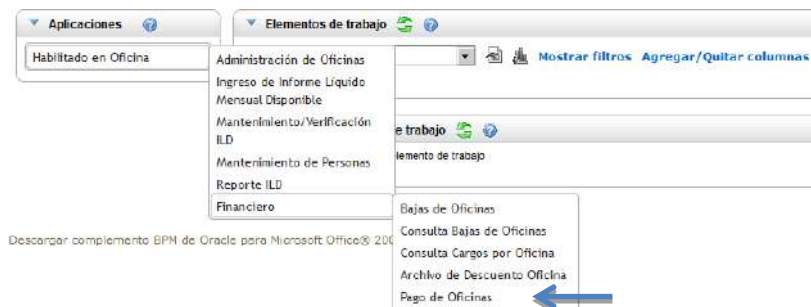 Aplicaciones
Elementos de trabajo
Habilitado en Oficina
Mostrar filtros Agregar/Quitar columnas
Administración de Oficinas
Ingreso de Informe Líquido
Mensual Disponible
Mantenimiento/Verificación
ILD
e trabajo
elemento de trabajo
Mantenimiento de Personas
Reporte ILD
Financiero
Bajas de Oficinas
Consulta Bajas de Oficinas
Descargar complemento BPM de Oracle para Microsoft Office® 200
Consulta Cargos por Oficina
Archivo de Descuento Oficina
Pago de Oficinas